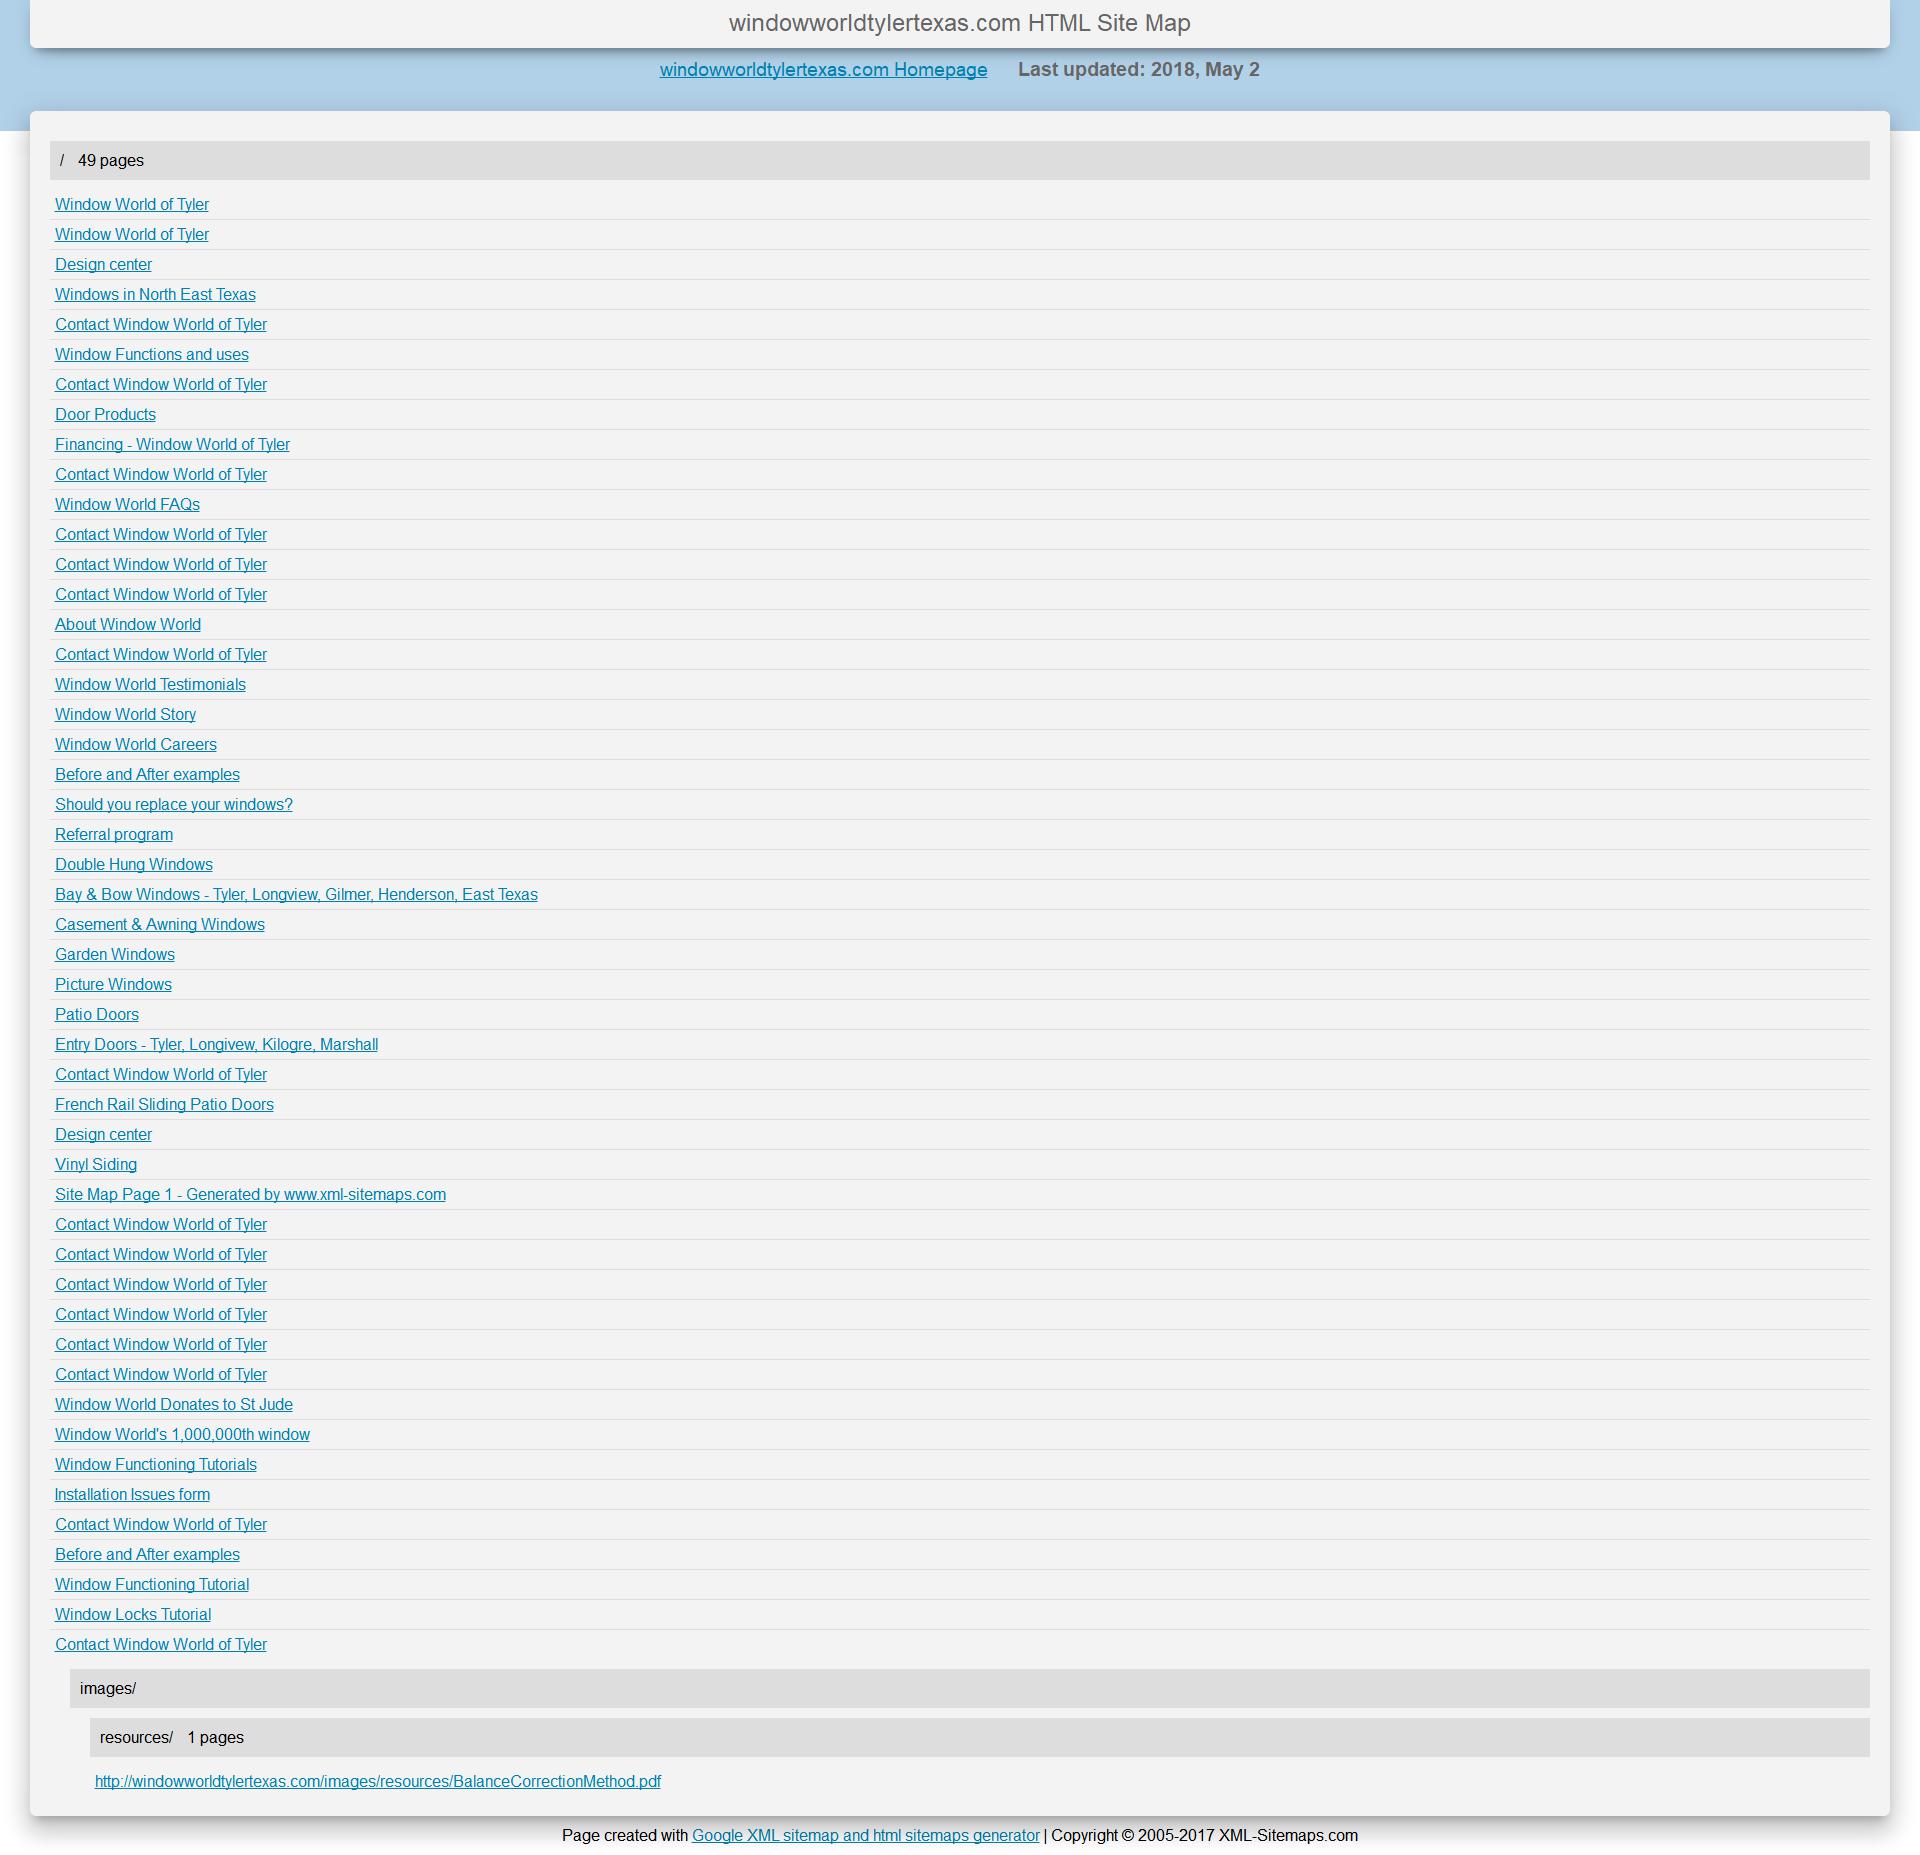 windowworldtylertexas.com HTML Site Map
windowworldtylertexas.com Homepage Last updated: 2018, May 2
/ 49 pages
Window World of Tyler
Window World of Tyler
Design center
Windows in North East Texas
Contact Window World of Tyler
Window Functions and uses
Contact Window World of Tyler
Door Products
Financing - Window World of Tyler
Contact Window World of Tyler
Window World FAQs
Contact Window World of Tyler
Contact Window World of Tyler
Contact Window World of Tyler
About Window World
Contact Window World of Tyler
Window World Testimonials
Window World Story
Window World Careers
Before and After examples
Should you replace your windows?
Referral program
Double Hung Windows
Bay & Bow Windows - Tyler, Longview, Gilmer, Henderson, East Texas
Casement & Awning Windows
Garden Windows
Picture Windows
Patio Doors
Entry Doors - Tyler, Longivew, Kilogre, Marshall
Contact Window World of Tyler
French Rail Sliding Patio Doors
Design center
Vinyl Siding
Site Map Page 1 - Generated by www.xml-sitemaps.com
Contact Window World of Tyler
Contact Window World of Tyler
Contact Window World of Tyler
Contact Window World of Tyler
Contact Window World of Tyler
Contact Window World of Tyler
Window World Donates to St Jude
Window World's 1,000,000th window
Window Functioning Tutorials
Installation Issues form
Contact Window World of Tyler
Before and After examples
Window Functioning Tutorial
Window Locks Tutorial
Contact Window World of Tyler
images/
resources/ 1 pages
http://windowworldtylertexas.com/images/resources/BalanceCorrectionMethod.pdf
Page created with Google XML sitemap and html sitemaps generator | Copyright © 2005-2017 XML-Sitemaps.com